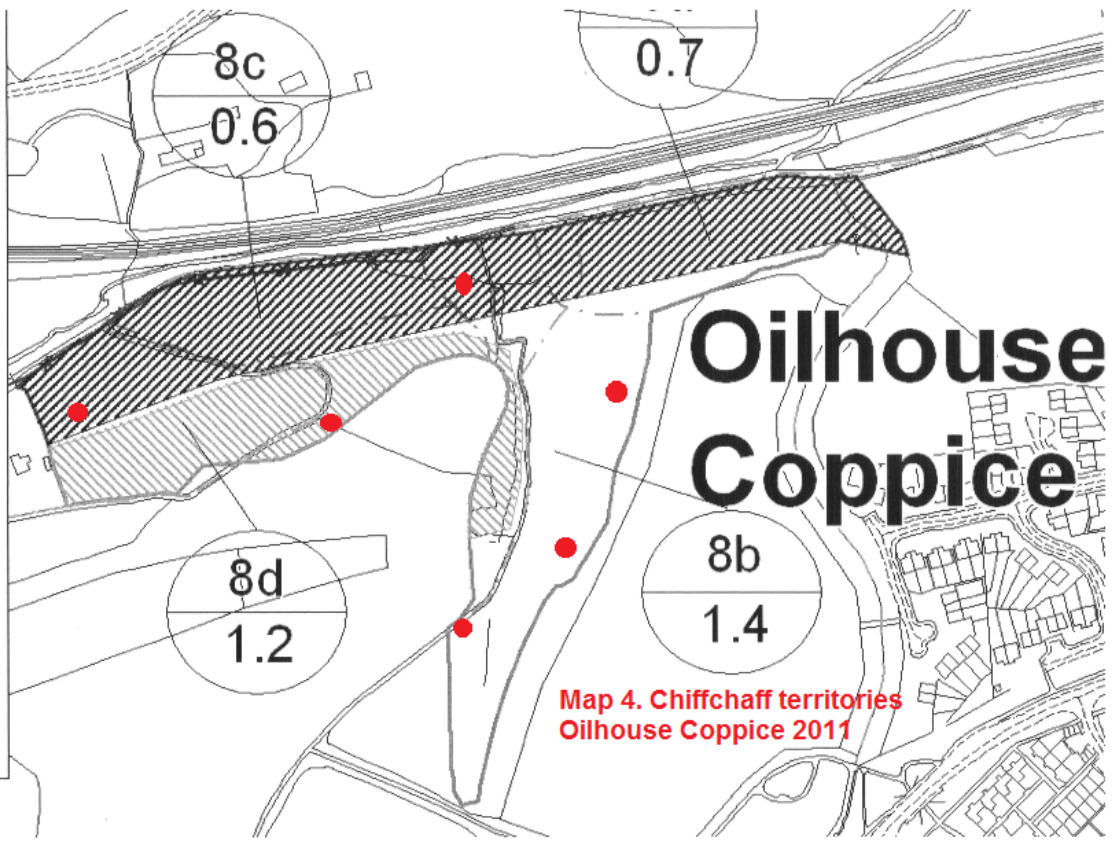 8c
0.6
0.7
Oilhouse
Coppice
8d
1.2
8b
1.4
Map 4. Chiffchaff territories
Oilhouse Coppice 2011